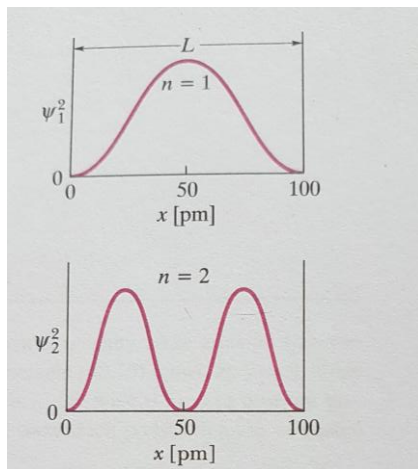 L
n = 1
ψ₁²
0
0 50 100
x [pm]
n = 2
ψ₂²
0
0 50 100
x [pm]